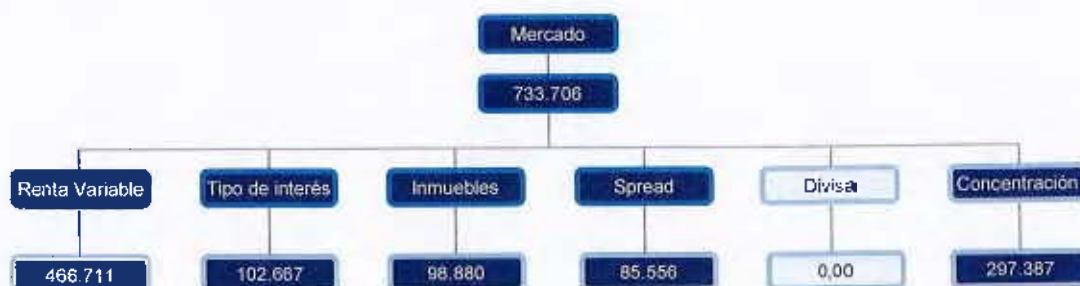 Mercado
733.706
Renta Variable Tipo de interés Inmuebles Spread Divisa Concentración
466.711 102.667 98.880 85.556 0,00 297.387